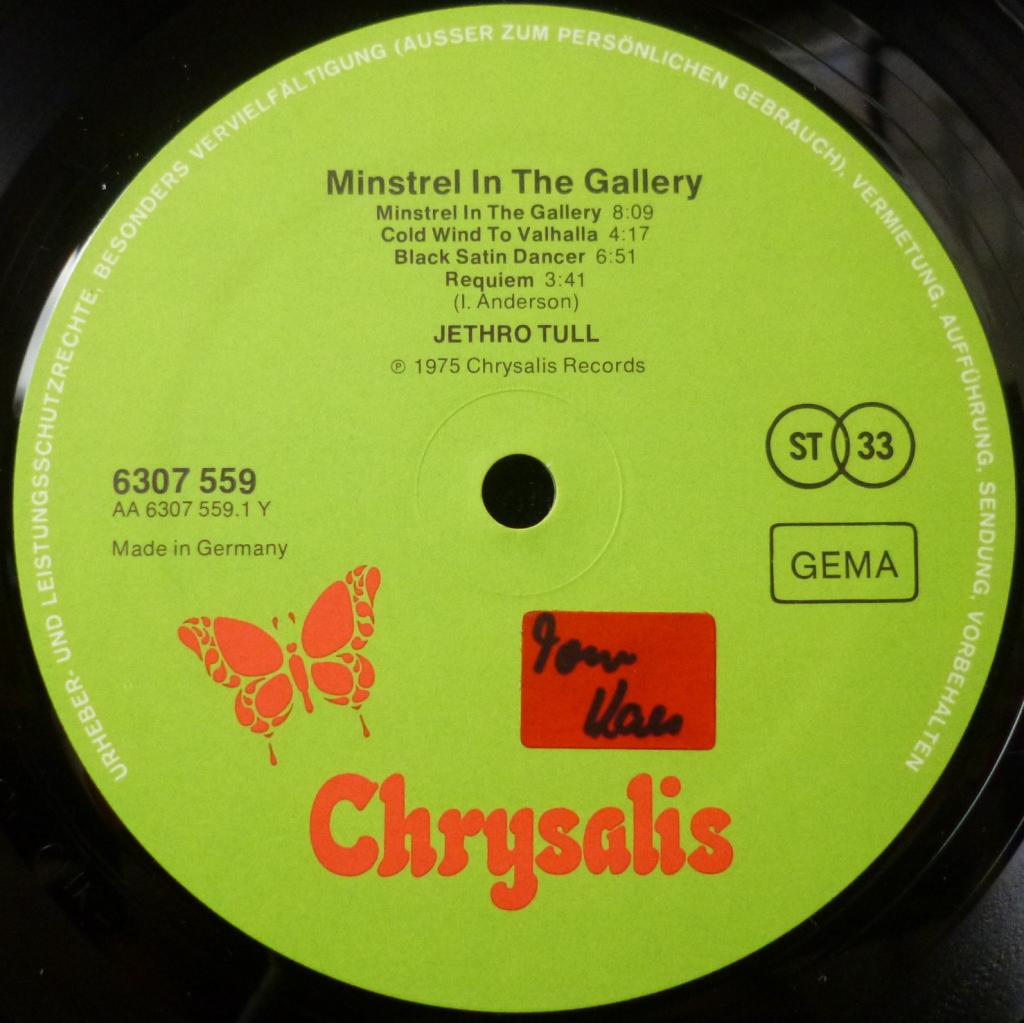 URHEBER- UND LEISTUNGSSCHUTZRECHTE, BESONDERS VERVIELFÄLTIGUNG (AUSSER ZUM PERSÖNLICHEN GEBRAUCH), VERMIETUNG, AUFFÜHRUNG, SENDUNG, VORBEHALTEN
Minstrel In The Gallery
Minstrel In The Gallery 8:09
Cold Wind To Valhalla 4:17
Black Satin Dancer 6:51
Requiem 3:41
(I. Anderson)
JETHRO TULL
℗ 1975 Chrysalis Records
ST 33
6307 559
AA 6307 559.1 Y
Made in Germany
GEMA
Chrysalis